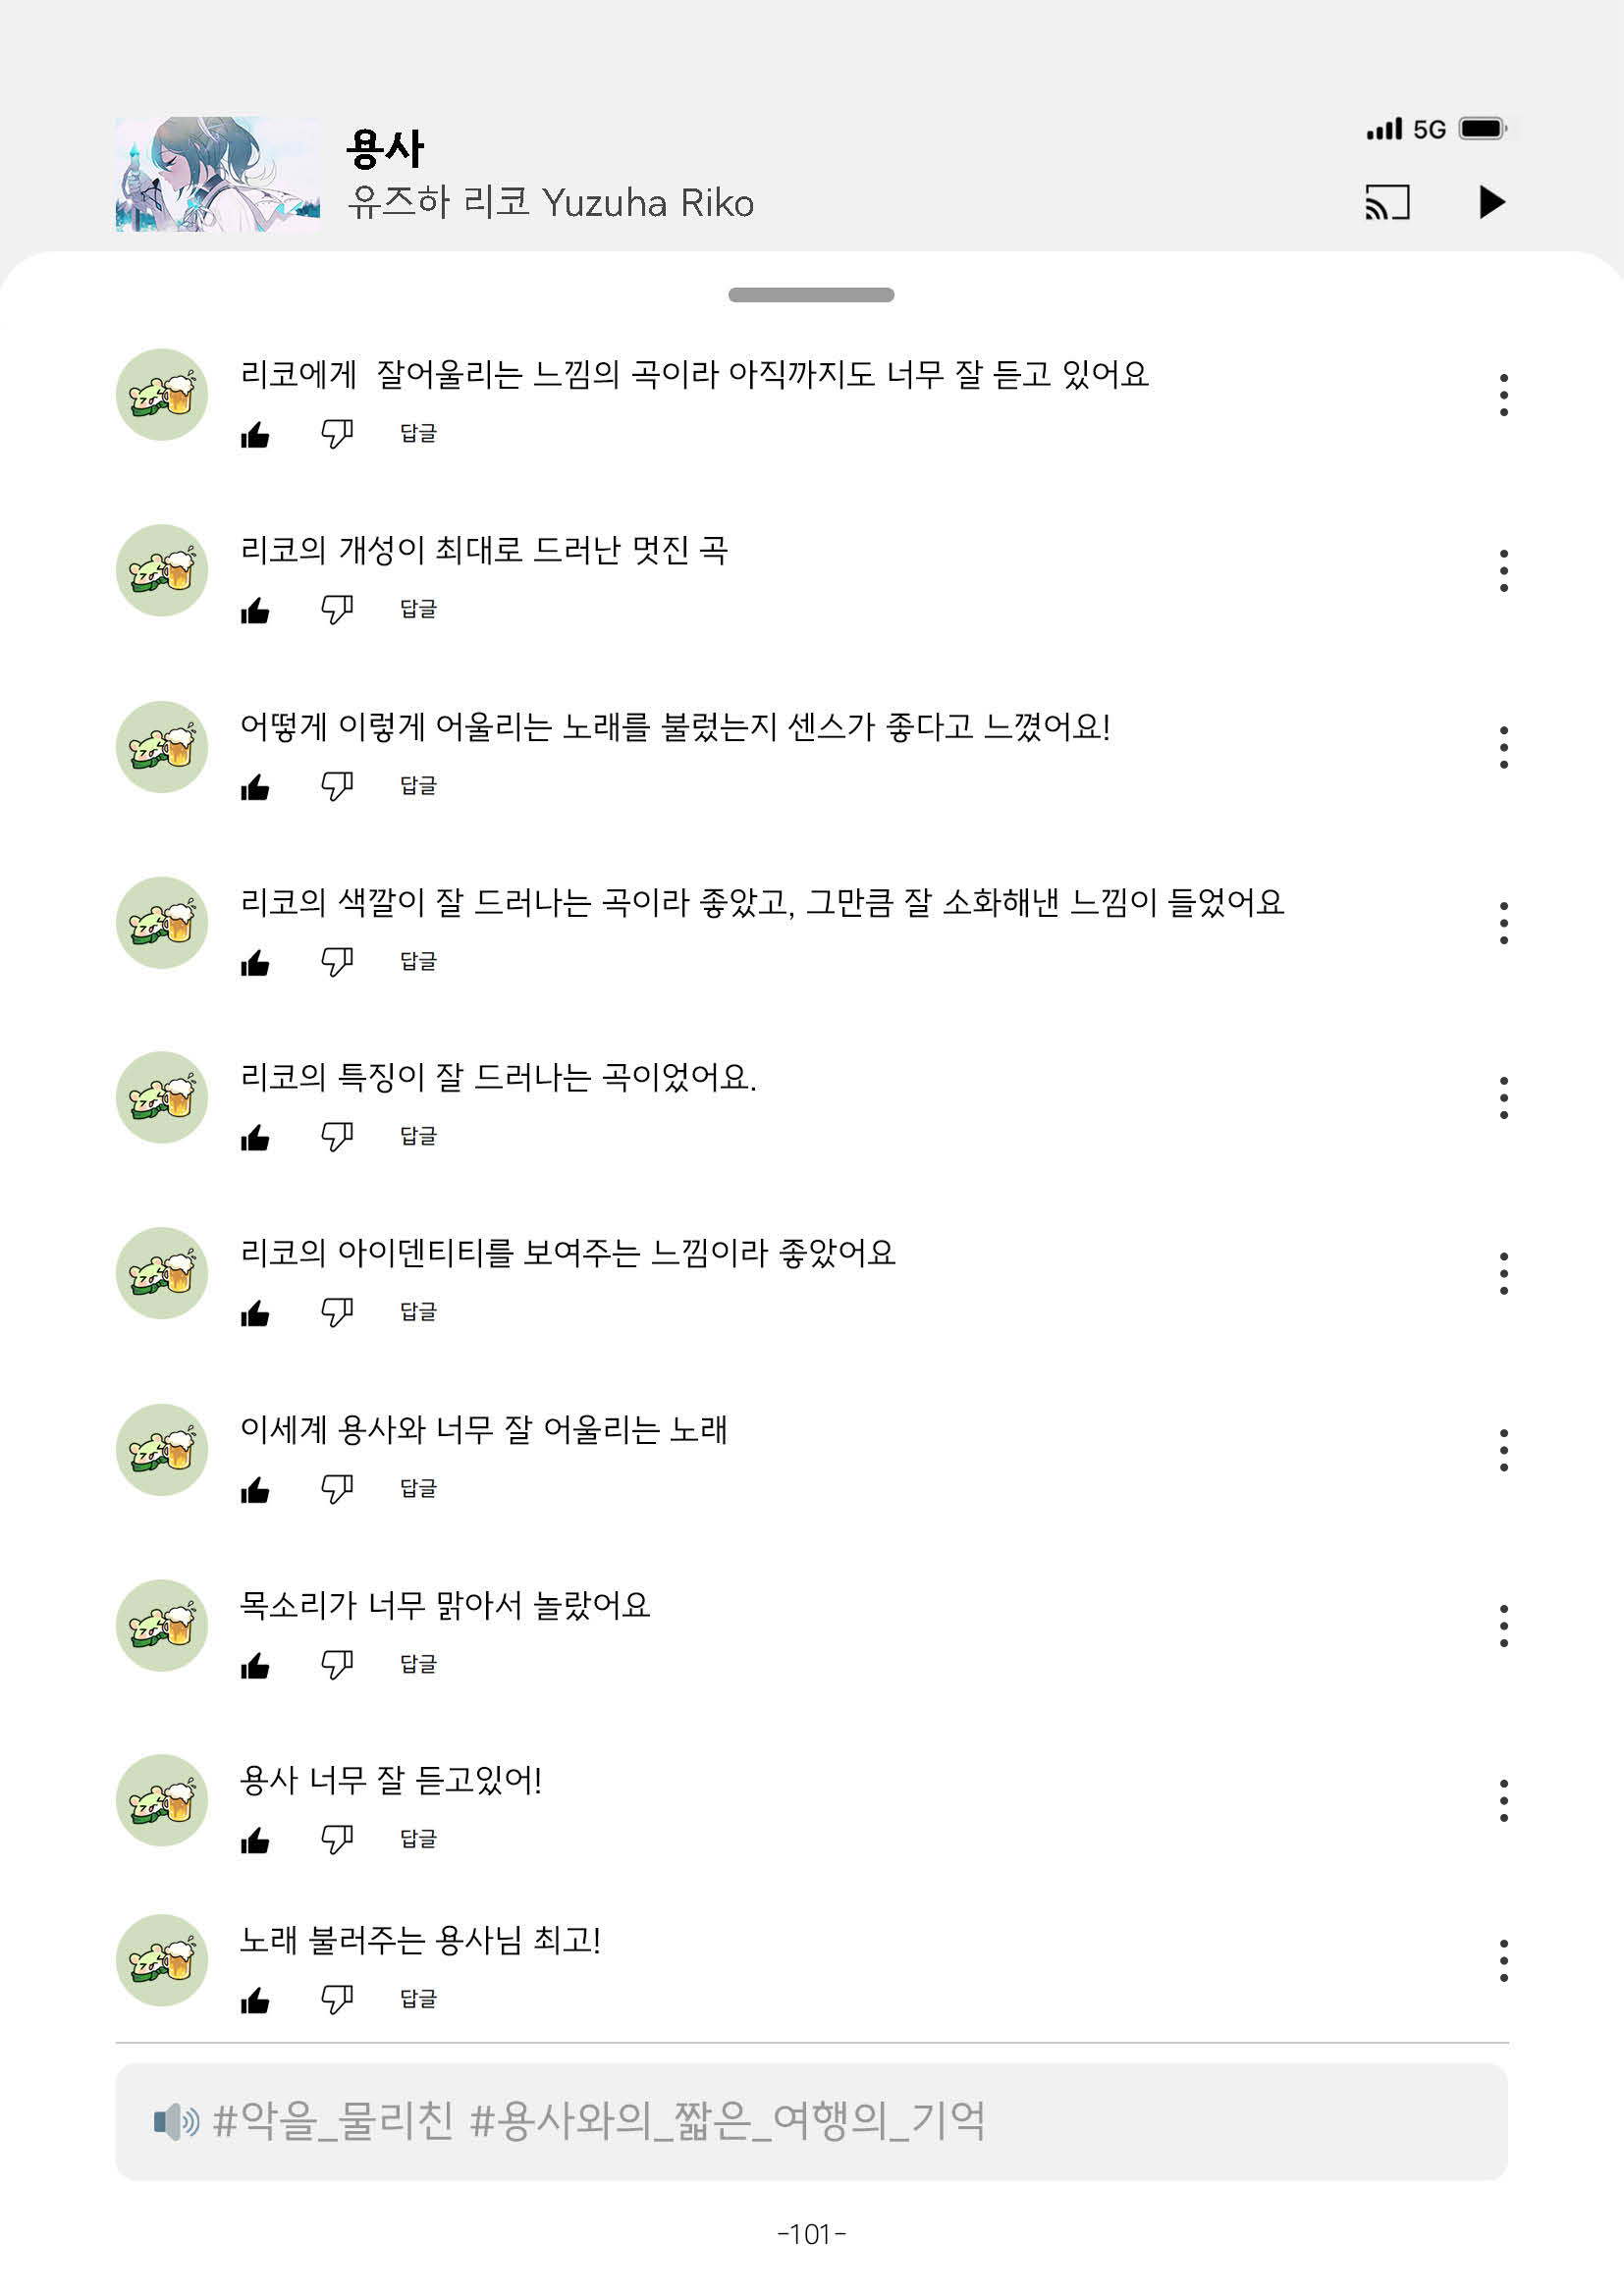 용사
유즈하 리코 Yuzuha Riko
5G
리코에게 잘어울리는 느낌의 곡이라 아직까지도 너무 잘 듣고 있어요
답글
리코의 개성이 최대로 드러난 멋진 곡
답글
어떻게 이렇게 어울리는 노래를 불렀는지 센스가 좋다고 느꼈어요!
답글
리코의 색깔이 잘 드러나는 곡이라 좋았고, 그만큼 잘 소화해낸 느낌이 들었어요
답글
리코의 특징이 잘 드러나는 곡이었어요.
답글
리코의 아이덴티티를 보여주는 느낌이라 좋았어요
답글
이세계 용사와 너무 잘 어울리는 노래
답글
목소리가 너무 맑아서 놀랐어요
답글
용사 너무 잘 듣고있어!
답글
노래 불러주는 용사님 최고!
답글
#악을_물리친 #용사와의_짧은_여행의_기억
-101-